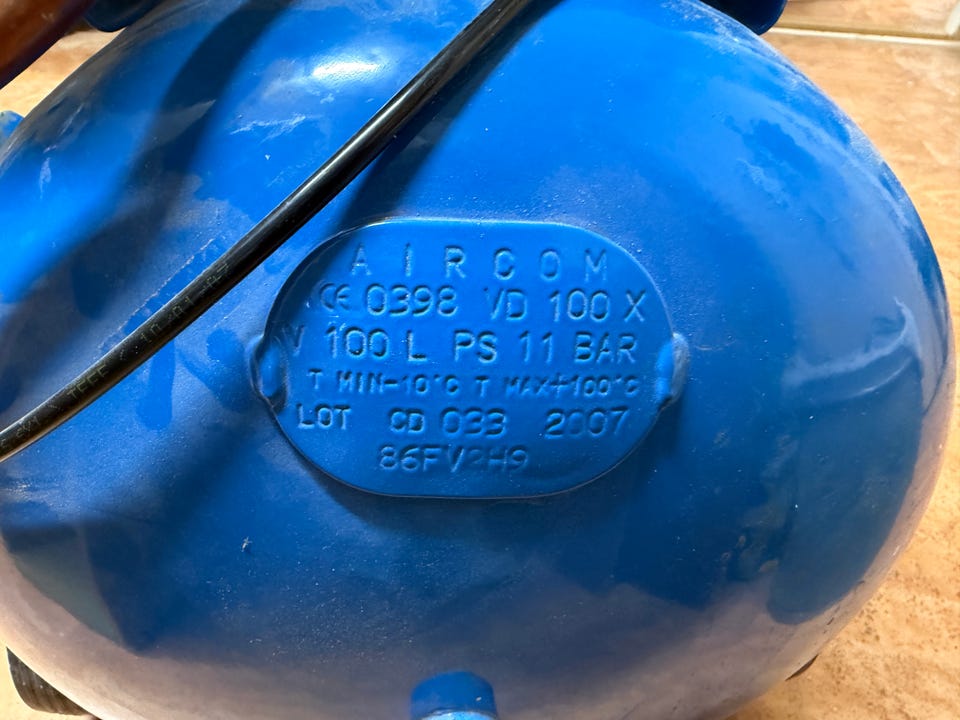 AIRCOM
CE 0398 VD 100 X
V 100 L PS 11 BAR
T MIN-10°C T MAX+100°C
LOT CD 033 2007
86FV2H9